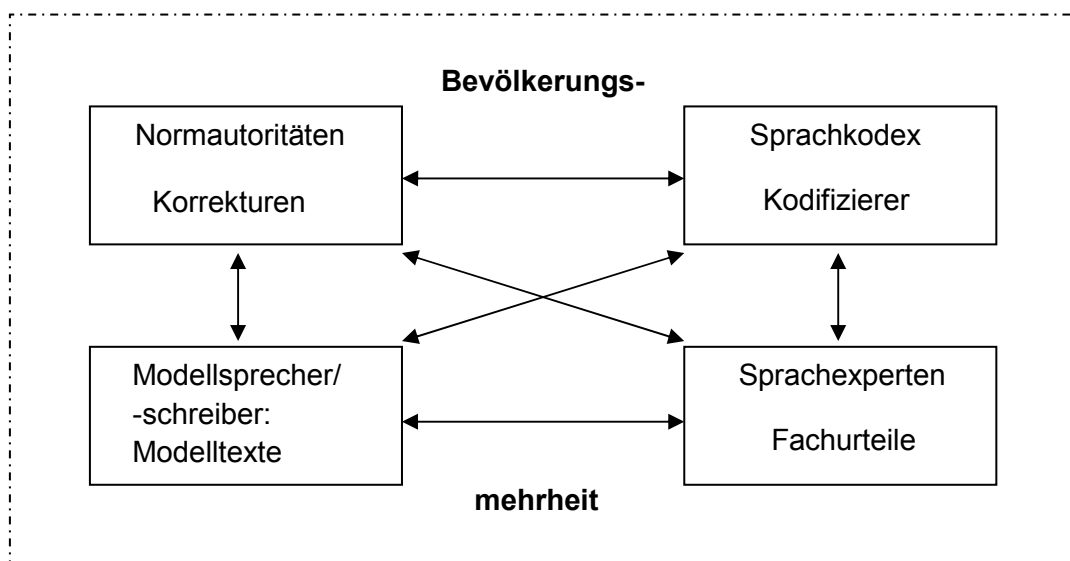 Bevölkerungs-
Normautoritäten
Korrekturen
Sprachkodex
Kodifizierer
Modellsprecher/
-schreiber:
Modelltexte
Sprachexperten
Fachurteile
mehrheit